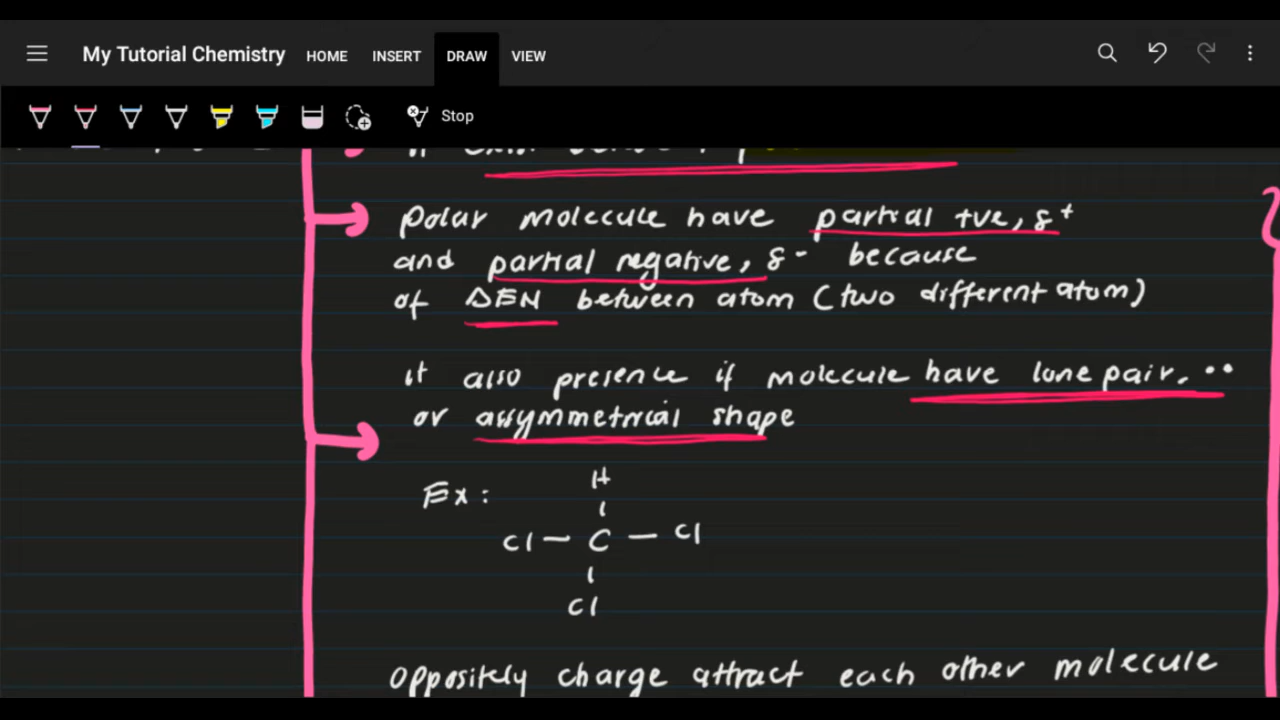 My Tutorial Chemistry HOME INSERT DRAW VIEW
Stop
polar molecule have partial +ve, δ+
and partial negative, δ- because
of ΔEN between atom (two different atom)
it also presence if molecule have lone pair, ••
or assymmetrical shape
Ex:
H
Cl - C - Cl
Cl
oppositely charge attract each other molecule